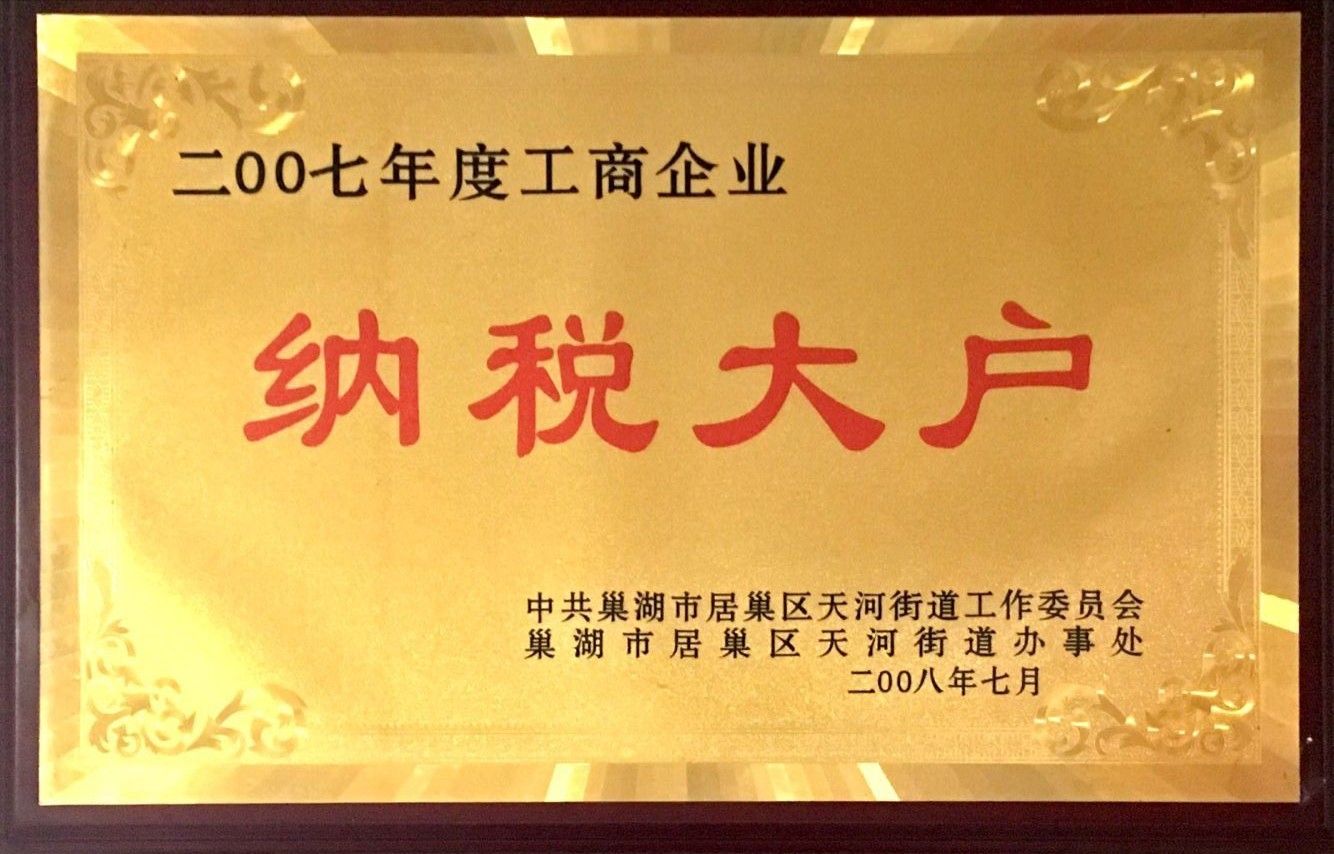 二00七年度工商企业
纳税大户
中共巢湖市居巢区天河街道工作委员会
巢湖市居巢区天河街道办事处
二00八年七月